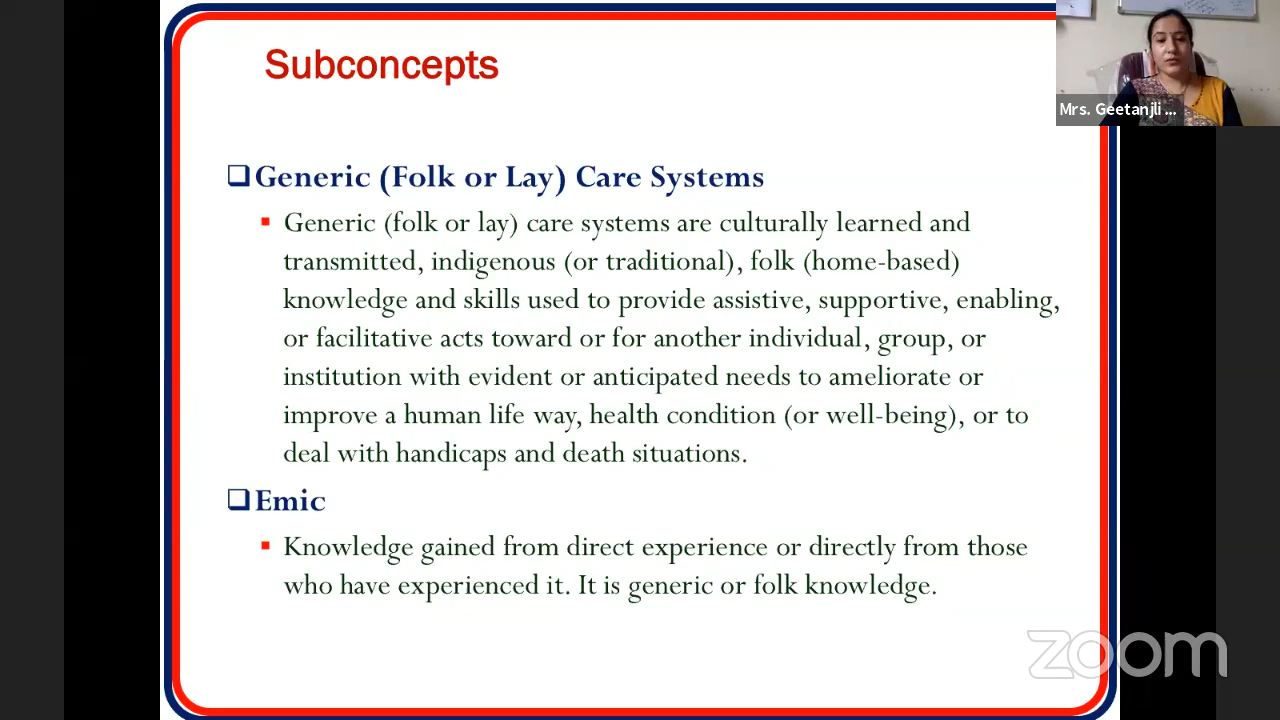 Subconcepts
Mrs. Geetanjli ...
Generic (Folk or Lay) Care Systems
Generic (folk or lay) care systems are culturally learned and
transmitted, indigenous (or traditional), folk (home-based)
knowledge and skills used to provide assistive, supportive, enabling,
or facilitative acts toward or for another individual, group, or
institution with evident or anticipated needs to ameliorate or
improve a human life way, health condition (or well-being), or to
deal with handicaps and death situations.
Emic
Knowledge gained from direct experience or directly from those
who have experienced it. It is generic or folk knowledge.
zoom